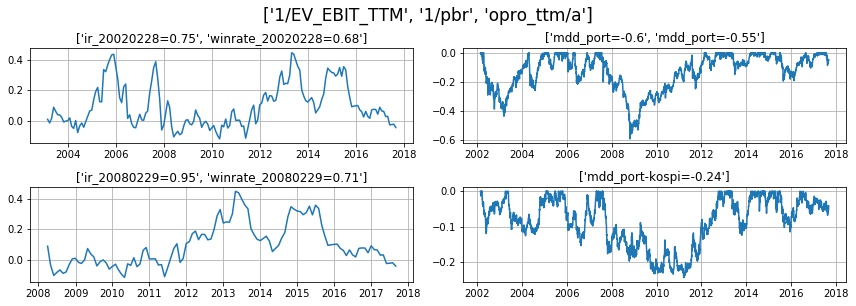 ['1/EV_EBIT_TTM', '1/pbr', 'opro_ttm/a']
['ir_20020228=0.75', 'winrate_20020228=0.68']
0.4
0.2
0.0
2004 2006 2008 2010 2012 2014 2016 2018
['mdd_port=-0.6', 'mdd_port=-0.55']
0.0
−0.2
−0.4
−0.6
2002 2004 2006 2008 2010 2012 2014 2016 2018
['ir_20080229=0.95', 'winrate_20080229=0.71']
0.4
0.2
0.0
2008 2009 2010 2011 2012 2013 2014 2015 2016 2017 2018
['mdd_port-kospi=-0.24']
0.0
−0.1
−0.2
2002 2004 2006 2008 2010 2012 2014 2016 2018